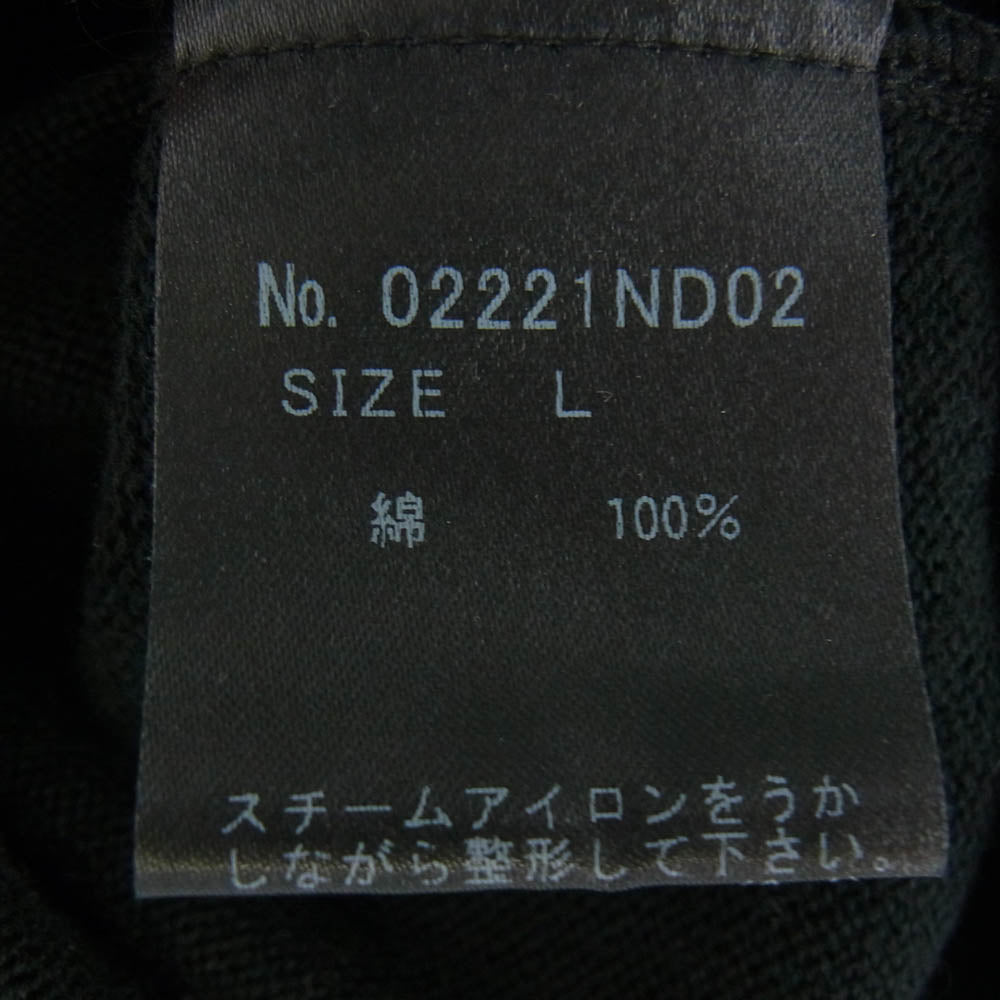 No. 02221ND02
SIZE L
綿 100%
スチームアイロンをうか
しながら整形して下さい。